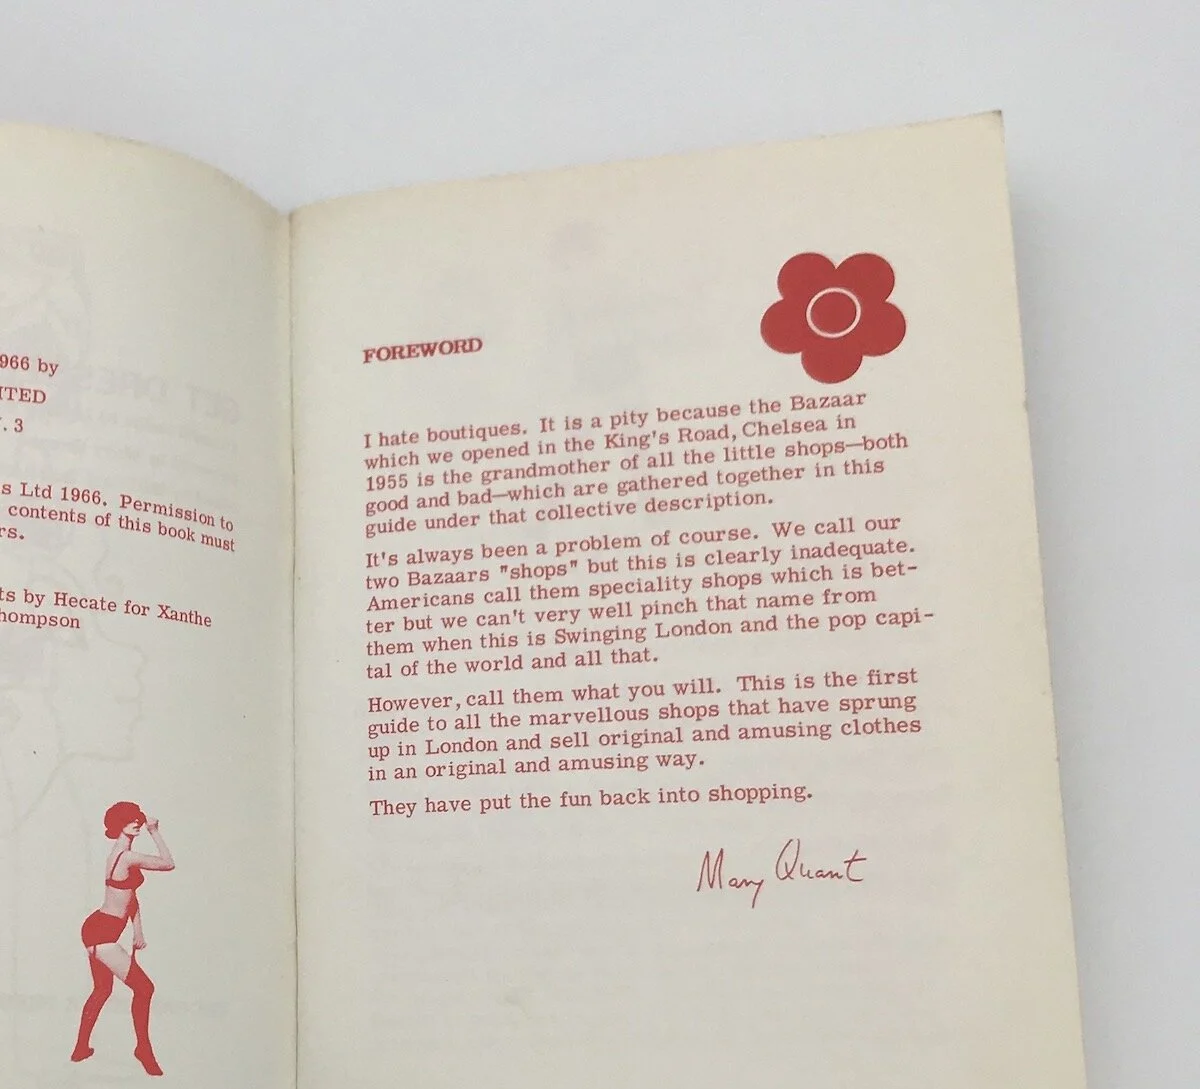 966 by
ITED
. 3
s Ltd 1966. Permission to
contents of this book must
rs.
ts by Hecate for Xanthe
hompson
FOREWORD
I hate boutiques. It is a pity because the Bazaar
which we opened in the King's Road, Chelsea in
1955 is the grandmother of all the little shops—both
good and bad—which are gathered together in this
guide under that collective description.
It's always been a problem of course. We call our
two Bazaars "shops" but this is clearly inadequate.
Americans call them speciality shops which is bet-
ter but we can't very well pinch that name from
them when this is Swinging London and the pop capi-
tal of the world and all that.
However, call them what you will. This is the first
guide to all the marvellous shops that have sprung
up in London and sell original and amusing clothes
in an original and amusing way.
They have put the fun back into shopping.
Mary Quant